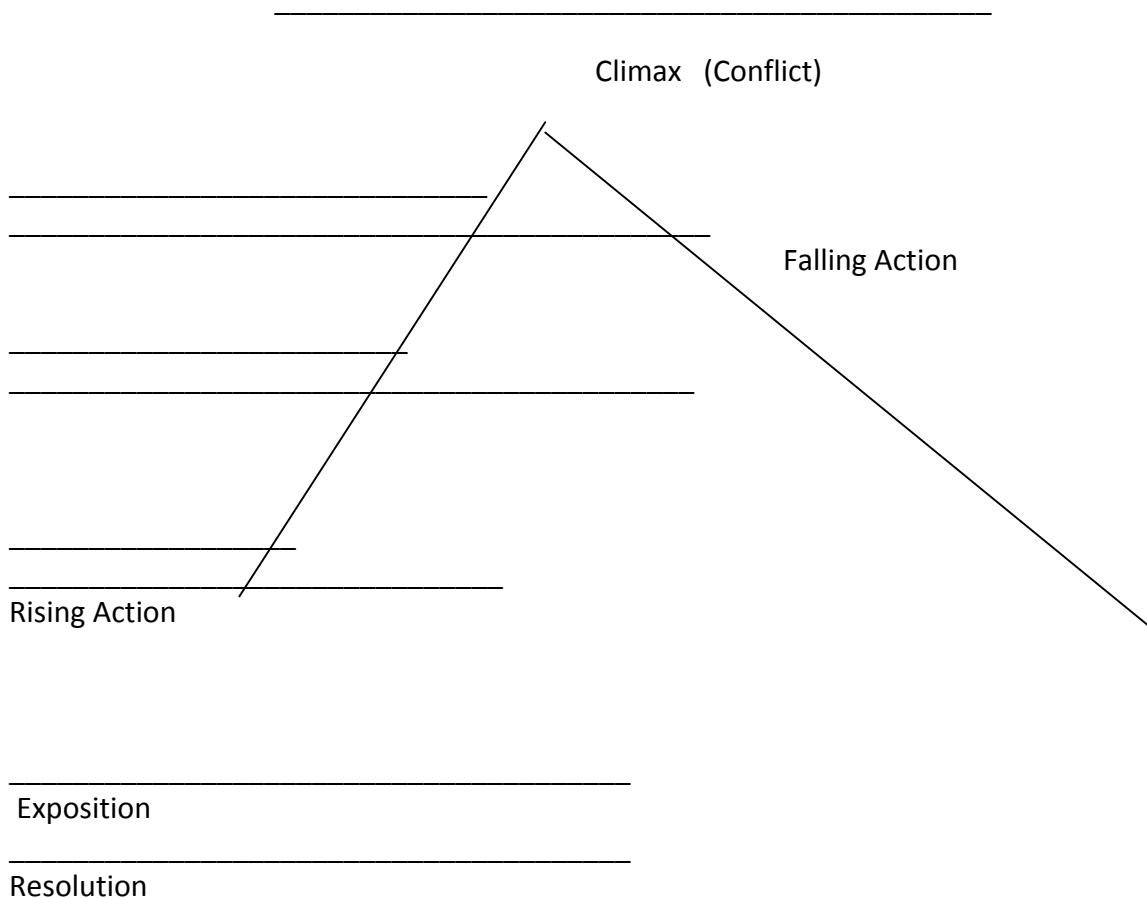 Climax (Conflict)
Falling Action
Rising Action
Exposition
Resolution